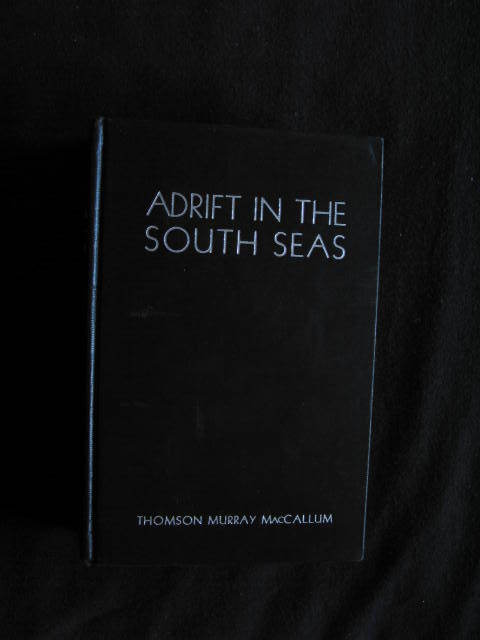 ADRIFT IN THE
SOUTH SEAS
THOMSON MURRAY MacCALLUM